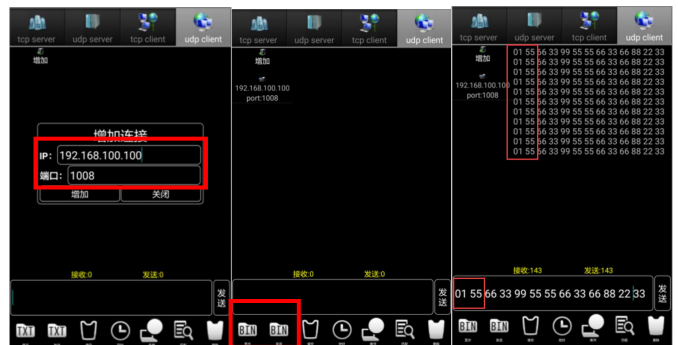 tcp server
udp server
tcp client
udp client
增加
增加连接
IP:
192.168.100.100
端口:
1008
增加
关闭
接收:0
发送:0
发送
TXT
TXT
tcp server
udp server
tcp client
udp client
增加
192.168.100.100
port:1008
接收:0
发送:0
发送
BIN
BIN
tcp server
udp server
tcp client
udp client
增加
192.168.100.100
port:1008
01 55 66 33 99 55 55 66 33 66 88 22 33
01 55 66 33 99 55 55 66 33 66 88 22 33
01 55 66 33 99 55 55 66 33 66 88 22 33
01 55 66 33 99 55 55 66 33 66 88 22 33
01 55 66 33 99 55 55 66 33 66 88 22 33
01 55 66 33 99 55 55 66 33 66 88 22 33
01 55 66 33 99 55 55 66 33 66 88 22 33
01 55 66 33 99 55 55 66 33 66 88 22 33
01 55 66 33 99 55 55 66 33 66 88 22 33
01 55 66 33 99 55 55 66 33 66 88 22 33
01 55 66 33 99 55 55 66 33 66 88 22 33
接收:143
发送:143
01 55 66 33 99 55 55 66 33 66 88 22 33
发送
BIN
BIN